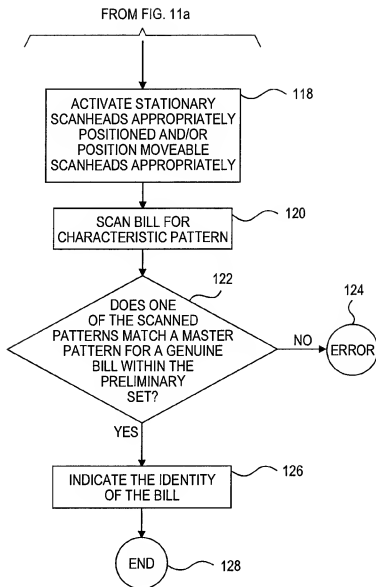 FROM FIG. 11a
118
ACTIVATE STATIONARY
SCANHEADS APPROPRIATELY
POSITIONED AND/OR
POSITION MOVEABLE
SCANHEADS APPROPRIATELY
120
SCAN BILL FOR
CHARACTERISTIC PATTERN
122
124
DOES ONE
OF THE SCANNED
PATTERNS MATCH A MASTER
PATTERN FOR A GENUINE
BILL WITHIN THE
PRELIMINARY
SET?
NO
ERROR
YES
126
INDICATE THE IDENTITY
OF THE BILL
END
128